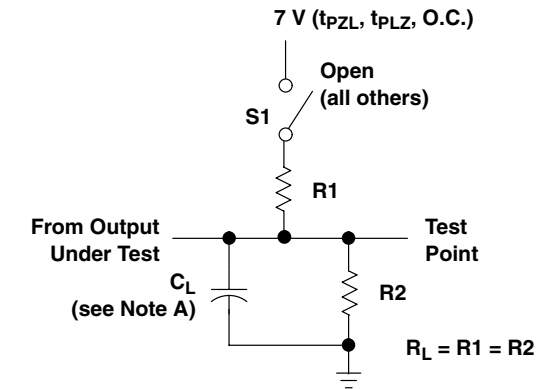 7 V (tPZL, tPLZ, O.C.)
Open
(all others)
S1
R1
From Output
Under Test
Test
Point
CL
(see Note A)
R2
RL = R1 = R2